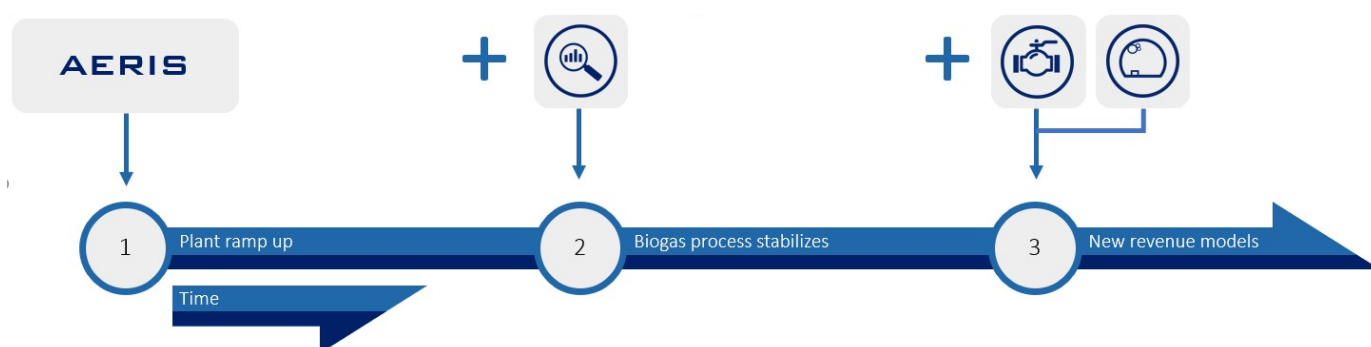 AERIS
1
Plant ramp up
2
Biogas process stabilizes
3
New revenue models
Time